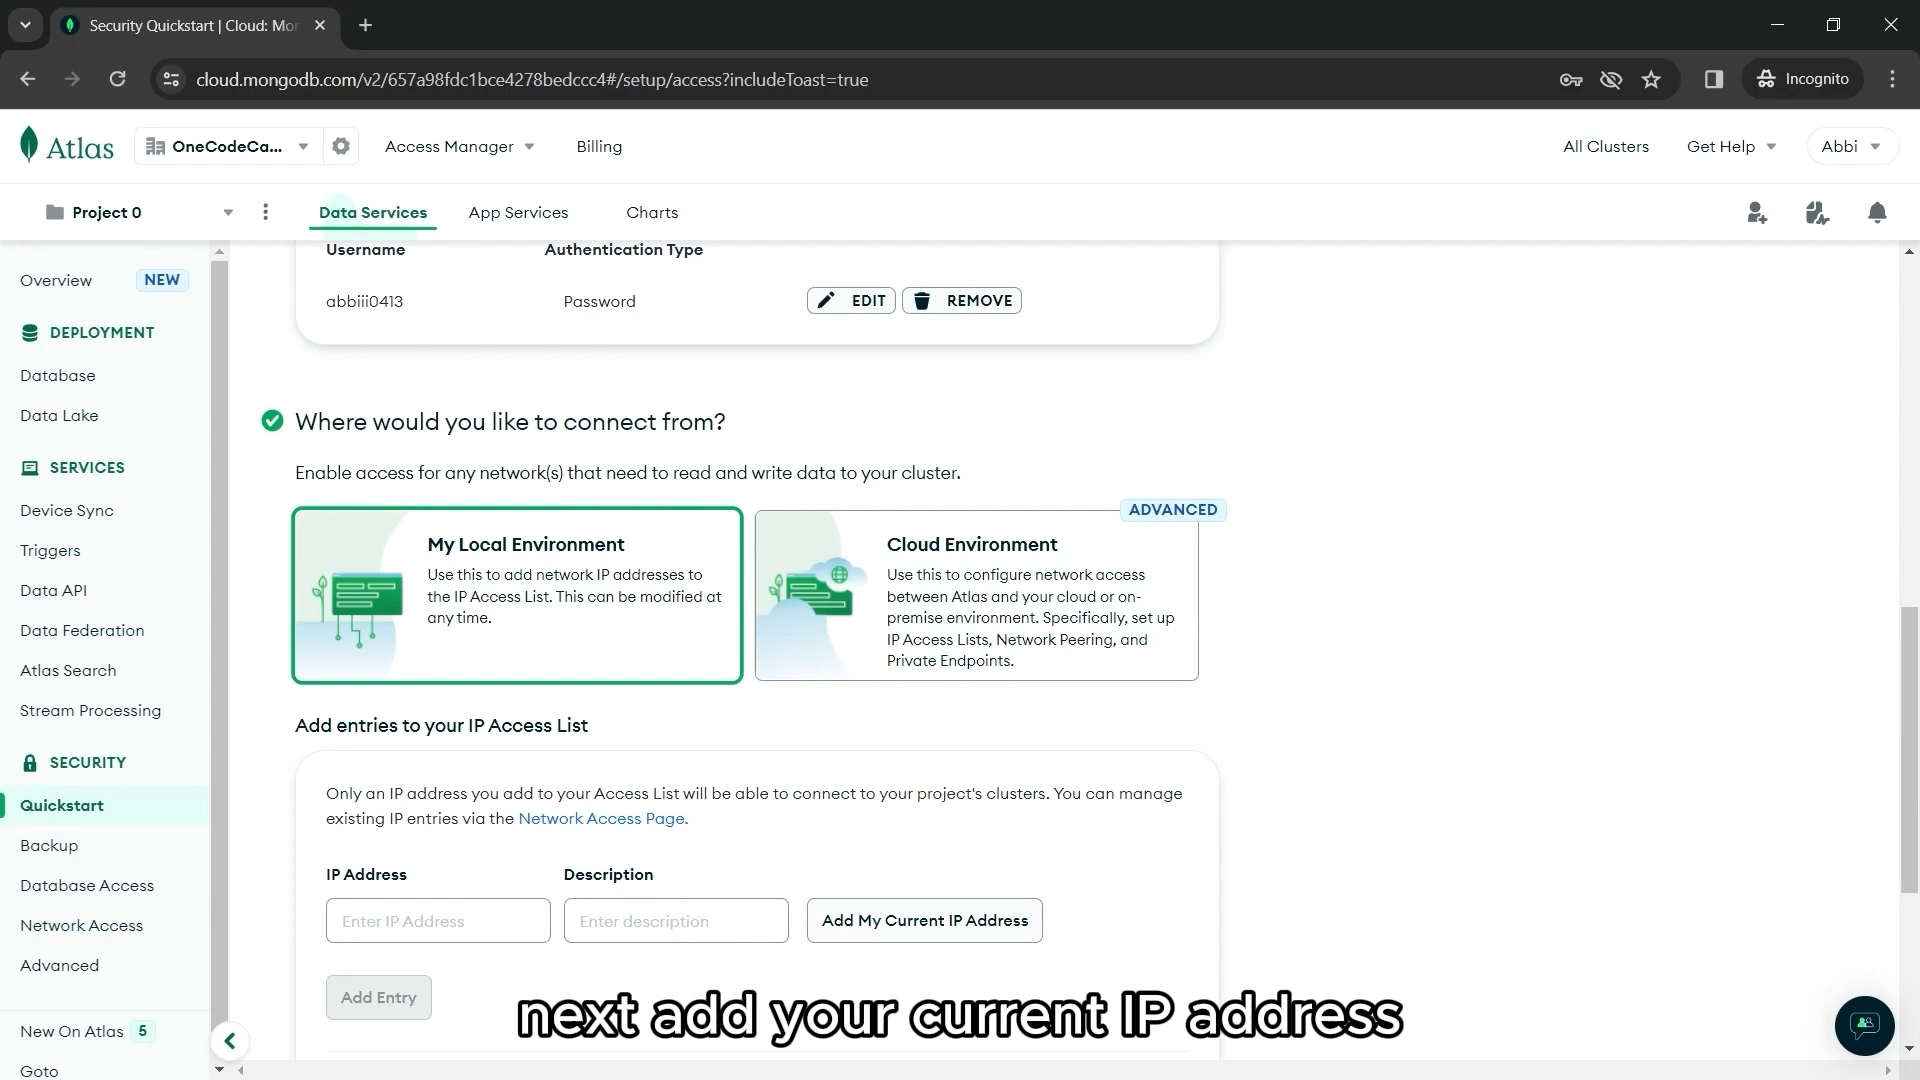 Security Quickstart | Cloud: Mo
cloud.mongodb.com/v2/657a98fdc1bce4278bedccc4#/setup/access?includeToast=true
Incognito
Atlas
OneCodeCa...
Access Manager
Billing
All Clusters
Get Help
Abbi
Project 0
Data Services
App Services
Charts
Overview
NEW
DEPLOYMENT
Database
Data Lake
SERVICES
Device Sync
Triggers
Data API
Data Federation
Atlas Search
Stream Processing
SECURITY
Quickstart
Backup
Database Access
Network Access
Advanced
New On Atlas
5
Goto
Username
Authentication Type
abbiii0413
Password
EDIT
REMOVE
Where would you like to connect from?
Enable access for any network(s) that need to read and write data to your cluster.
My Local Environment
Use this to add network IP addresses to
the IP Access List. This can be modified at
any time.
ADVANCED
Cloud Environment
Use this to configure network access
between Atlas and your cloud or on-
premise environment. Specifically, set up
IP Access Lists, Network Peering, and
Private Endpoints.
Add entries to your IP Access List
Only an IP address you add to your Access List will be able to connect to your project's clusters. You can manage
existing IP entries via the Network Access Page.
IP Address
Description
Enter IP Address
Enter description
Add My Current IP Address
Add Entry
next add your current IP address